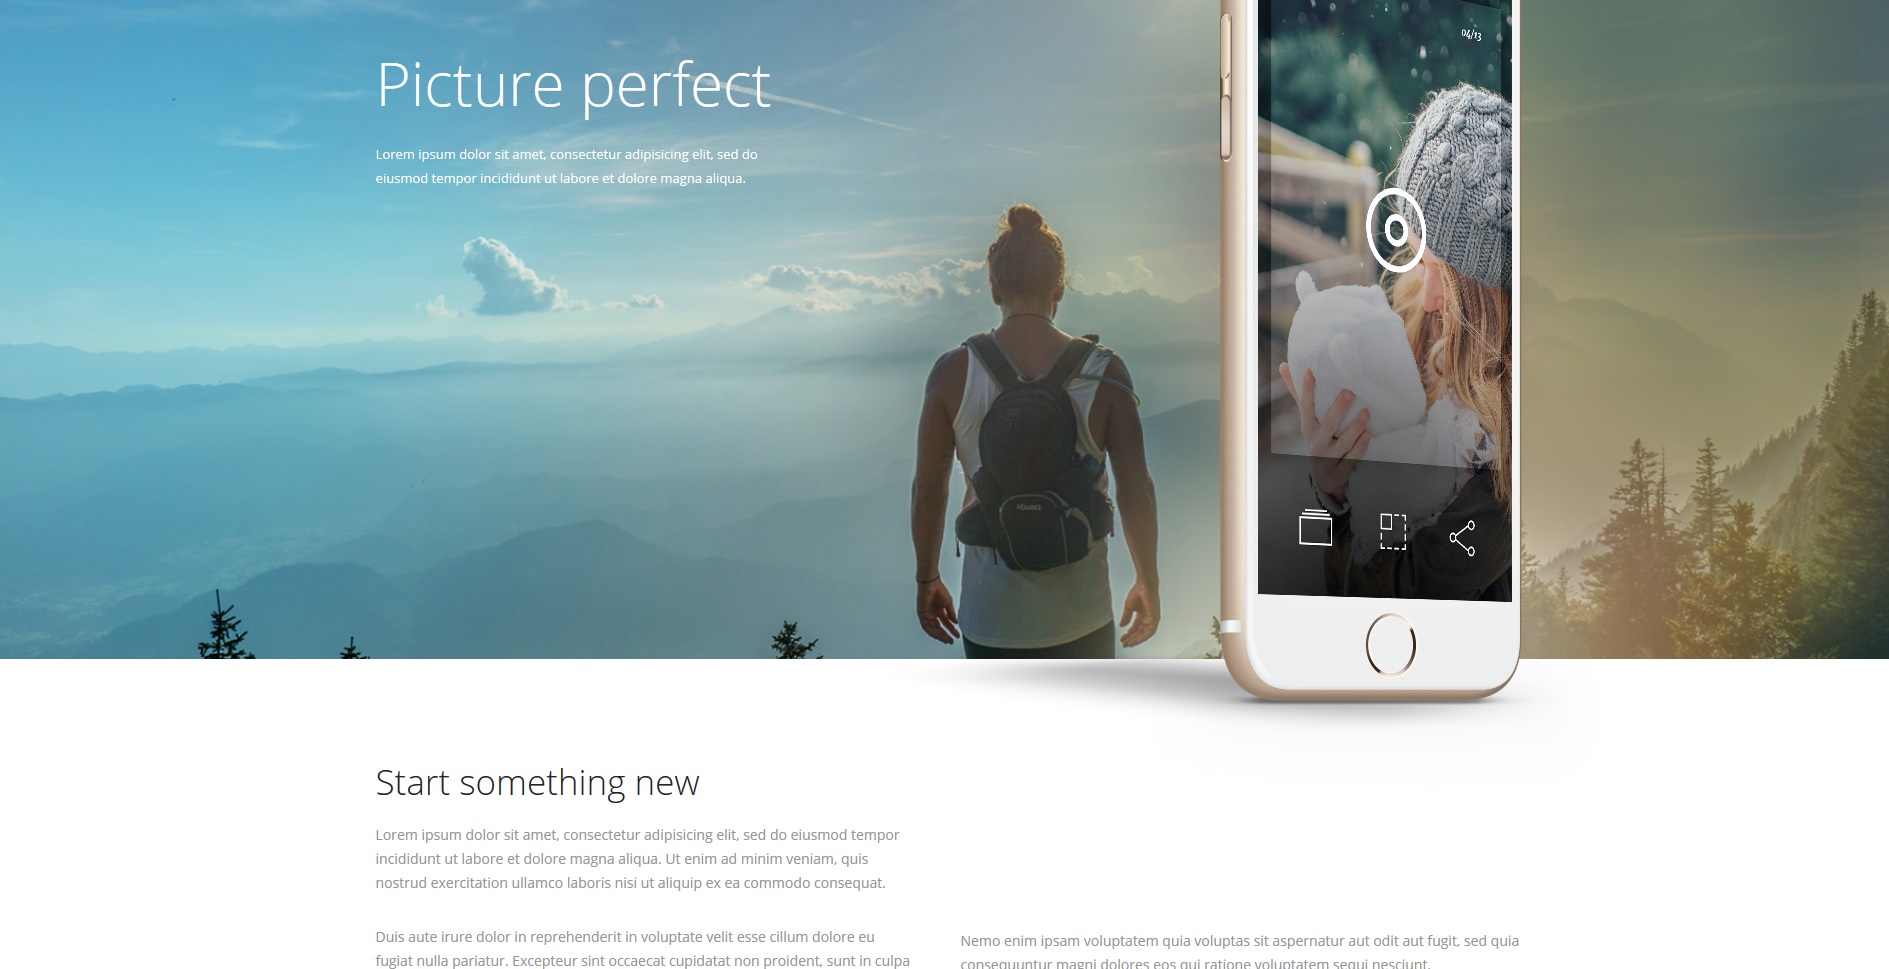 Picture perfect
Lorem ipsum dolor sit amet, consectetur adipisicing elit, sed do
eiusmod tempor incididunt ut labore et dolore magna aliqua.
04/13
Start something new
Lorem ipsum dolor sit amet, consectetur adipisicing elit, sed do eiusmod tempor
incididunt ut labore et dolore magna aliqua. Ut enim ad minim veniam, quis
nostrud exercitation ullamco laboris nisi ut aliquip ex ea commodo consequat.
Duis aute irure dolor in reprehenderit in voluptate velit esse cillum dolore eu
fugiat nulla pariatur. Excepteur sint occaecat cupidatat non proident, sunt in culpa
Nemo enim ipsam voluptatem quia voluptas sit aspernatur aut odit aut fugit, sed quia
consequuntur magni dolores eos qui ratione voluptatem sequi nesciunt.